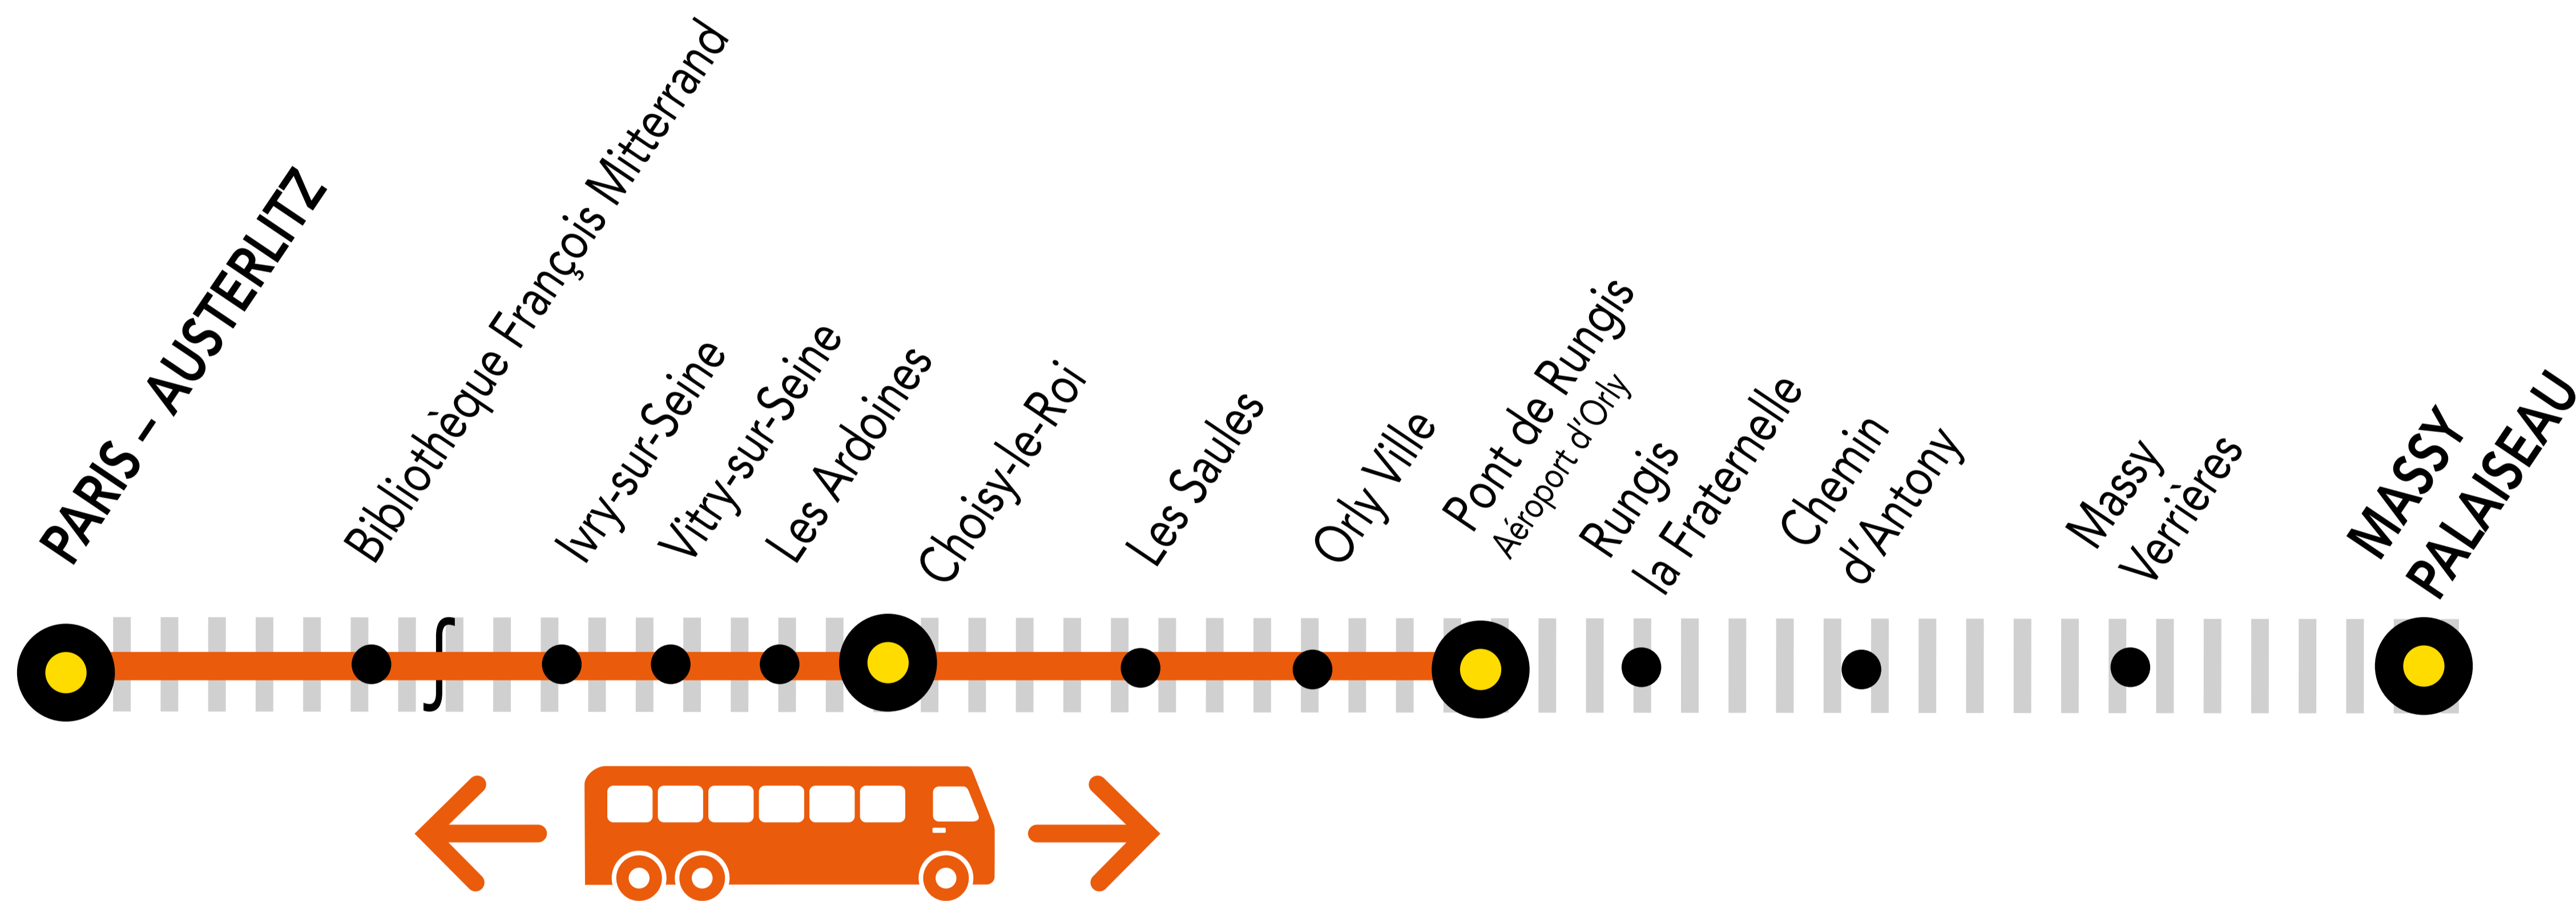 PARIS – AUSTERLITZ
Bibliothèque François Mitterrand
Ivry-sur-Seine
Vitry-sur-Seine
Les Ardoines
Choisy-le-Roi
Les Saules
Orly Ville
Pont de Rungis
Aéroport d'Orly
Rungis
la Fraternelle
Chemin
d'Antony
Massy
Verrières
MASSY
PALAISEAU